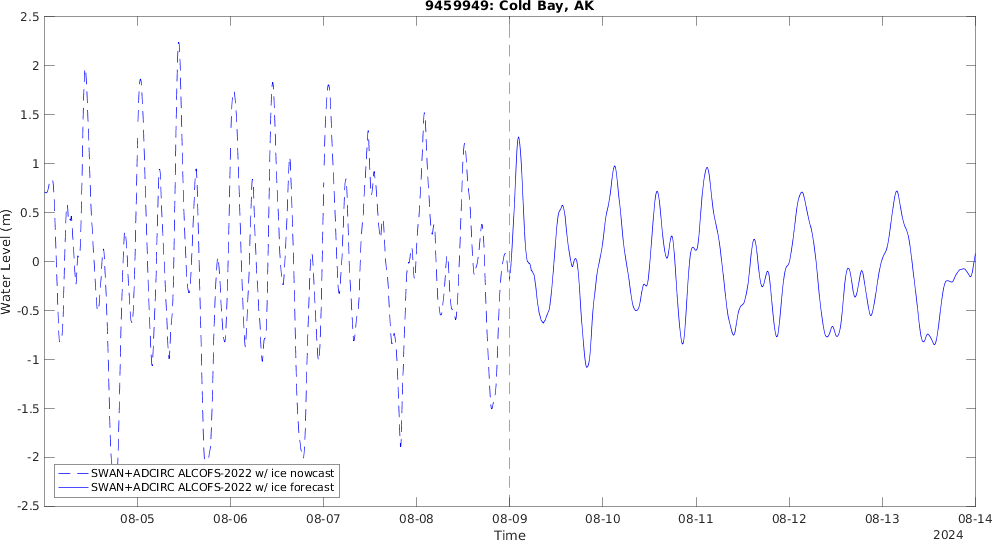 9459949: Cold Bay, AK
2.5
2
1.5
1
0.5
0
-0.5
-1
-1.5
-2
-2.5
Water Level (m)
SWAN+ADCIRC ALCOFS-2022 w/ ice nowcast
SWAN+ADCIRC ALCOFS-2022 w/ ice forecast
08-05 08-06 08-07 08-08 08-09 08-10 08-11 08-12 08-13 08-14
Time
2024